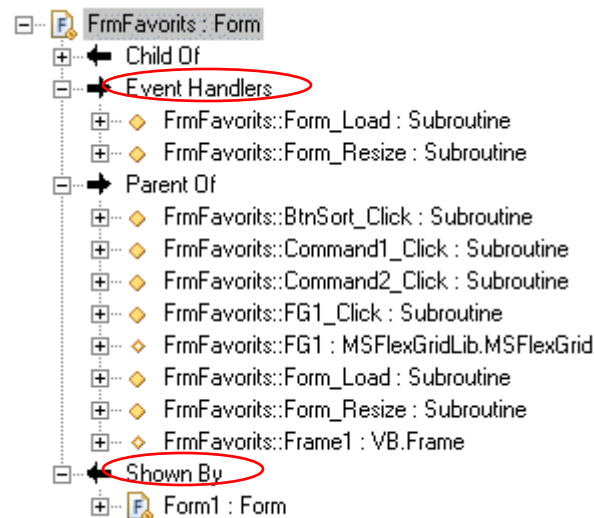 FrmFavorits : Form
Child Of
Event Handlers
FrmFavorits::Form_Load : Subroutine
FrmFavorits::Form_Resize : Subroutine
Parent Of
FrmFavorits::BtnSort_Click : Subroutine
FrmFavorits::Command1_Click : Subroutine
FrmFavorits::Command2_Click : Subroutine
FrmFavorits::FG1_Click : Subroutine
FrmFavorits::FG1 : MSFlexGridLib.MSFlexGrid
FrmFavorits::Form_Load : Subroutine
FrmFavorits::Form_Resize : Subroutine
FrmFavorits::Frame1 : VB.Frame
Shown By
Form1 : Form